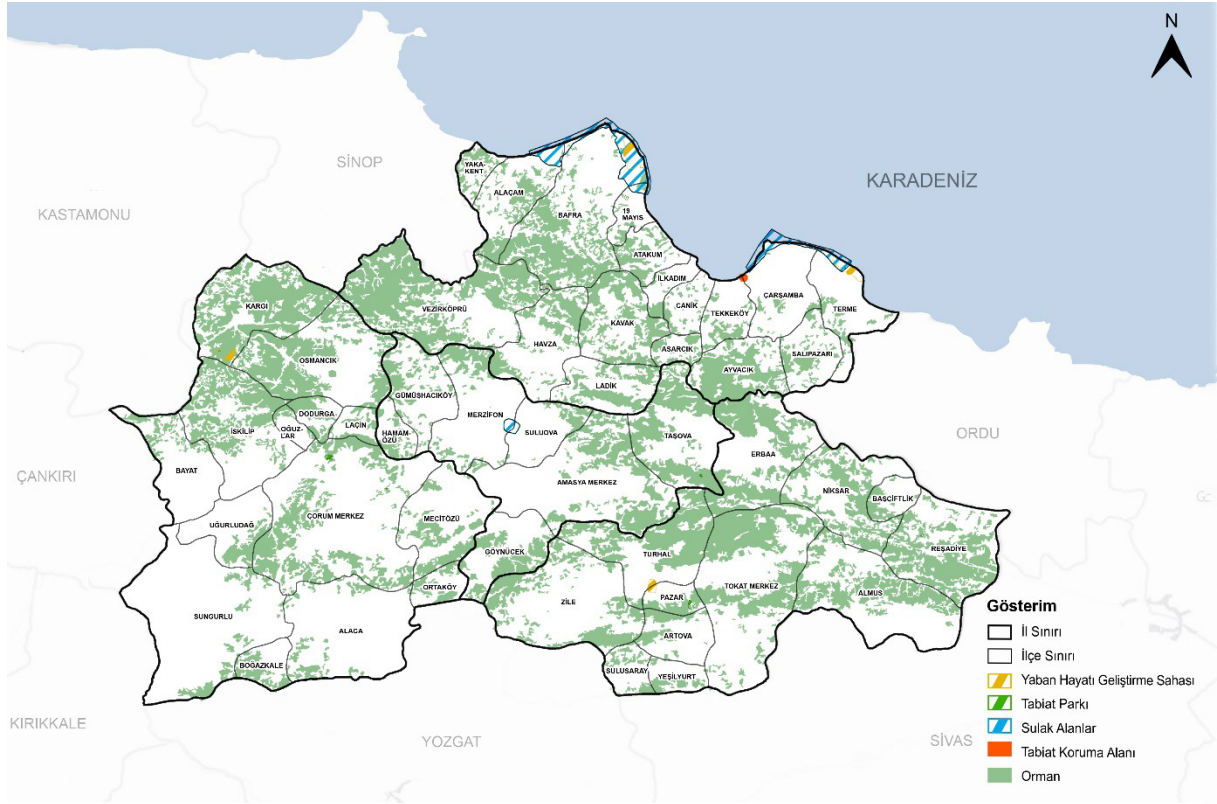 N
SİNOP
KARADENİZ
KASTAMONU
YAKA-
KENT
ALAÇAM
BAFRA
19
MAYIS
ATAKUM
İLKADIM
CANİK
TEKKEKÖY
ÇARŞAMBA
TERME
KARGI
VEZİRKÖPRÜ
HAVZA
KAVAK
ASARCIK
AYVACIK
SALIPAZARI
OSMANCIK
LADİK
GÜMÜŞHACIKÖY
MERZİFON
SULUOVA
TAŞOVA
DODURGA
LAÇİN
HAMAM-
ÖZÜ
İSKİLİP
OĞUZ-
LAR
ORDU
ERBAA
NİKSAR
BAŞÇİFTLİK
REŞADİYE
ÇANKIRI
BAYAT
AMASYA MERKEZ
UĞURLUDAĞ
ÇORUM MERKEZ
MECİTÖZÜ
GÖYNÜCEK
TURHAL
ORTAKÖY
ZİLE
PAZAR
TOKAT MERKEZ
ALMUS
SUNGURLU
ALACA
ARTOVA
BOĞAZKALE
SULUSARAY
YEŞİLYURT
KIRIKKALE
YOZGAT
SİVAS
Gösterim
İl Sınırı
İlçe Sınırı
Yaban Hayatı Geliştirme Sahası
Tabiat Parkı
Sulak Alanlar
Tabiat Koruma Alanı
Orman